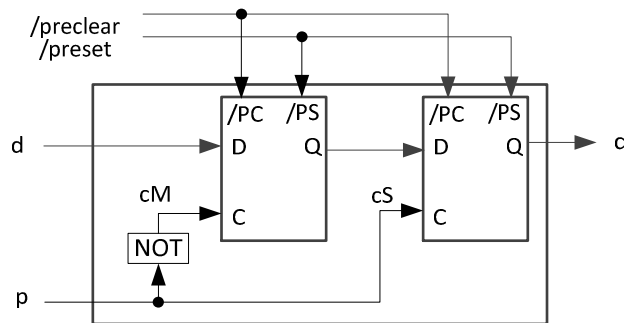 /preclear
/preset
/PC /PS
D Q
C
/PC /PS
D Q
C
d
cM
cS
NOT
p
q